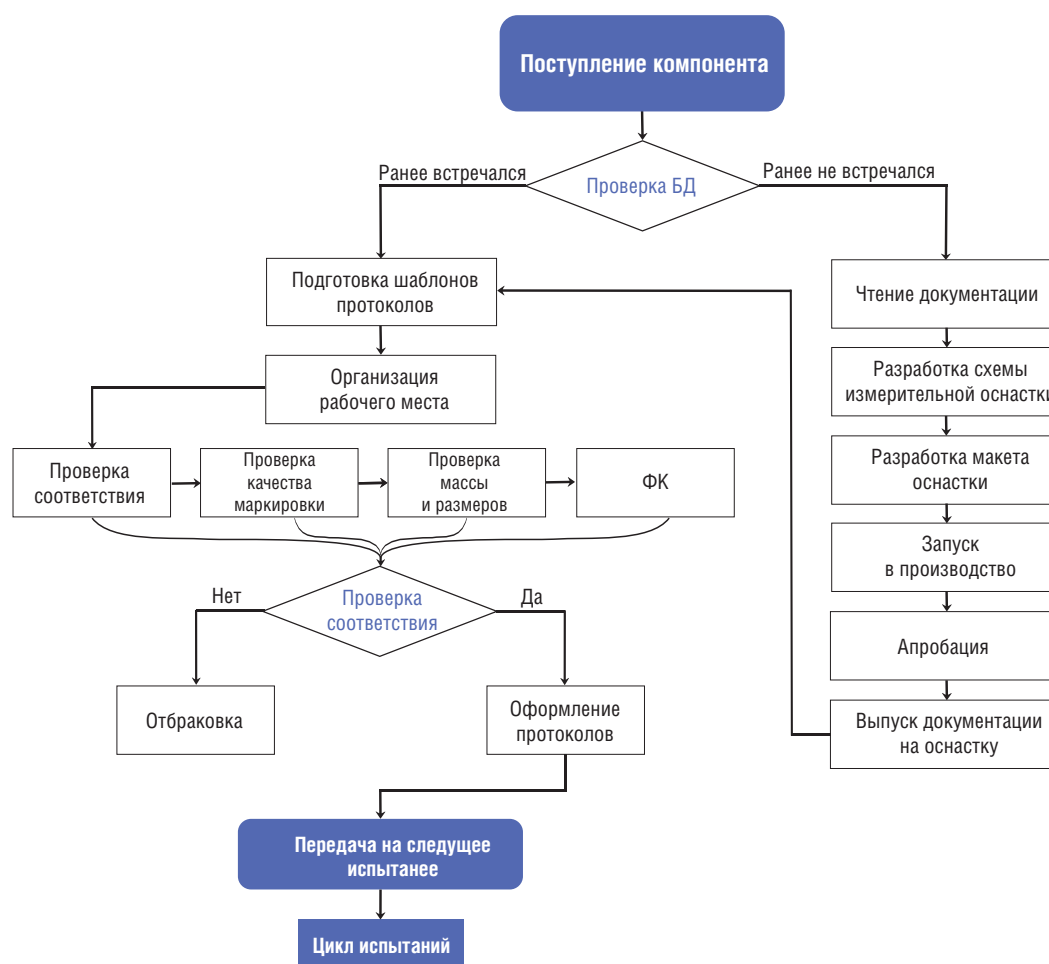 Поступление компонента
Ранее встречался
Проверка БД
Ранее не встречался
Подготовка шаблонов
протоколов
Чтение документации
Организация
рабочего места
Разработка схемы
измерительной оснастки
Разработка макета
оснастки
Запуск
в производство
Апробация
Выпуск документации
на оснастку
Проверка
соответствия
Проверка
качества
маркировки
Проверка
массы
и размеров
ФК
Нет
Проверка
соответствия
Да
Отбраковка
Оформление
протоколов
Передача на следущее
испытанее
Цикл испытаний